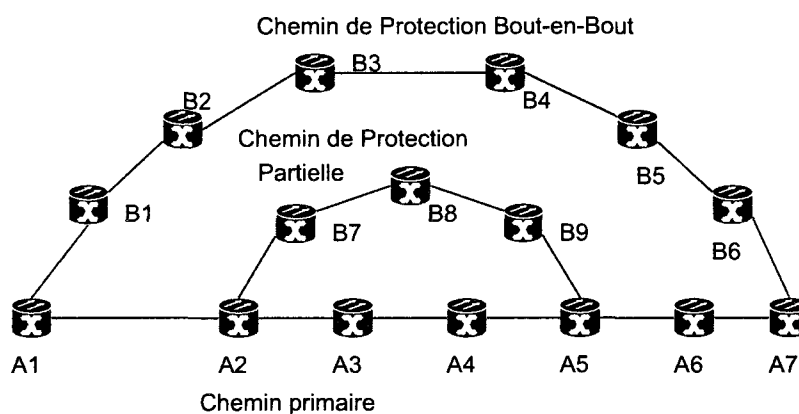 Chemin de Protection Bout-en-Bout
B3
B2
B4
Chemin de Protection
Partielle
B5
B1
B7
B8
B9
B6
A1
A2
A3
A4
A5
A6
A7
Chemin primaire